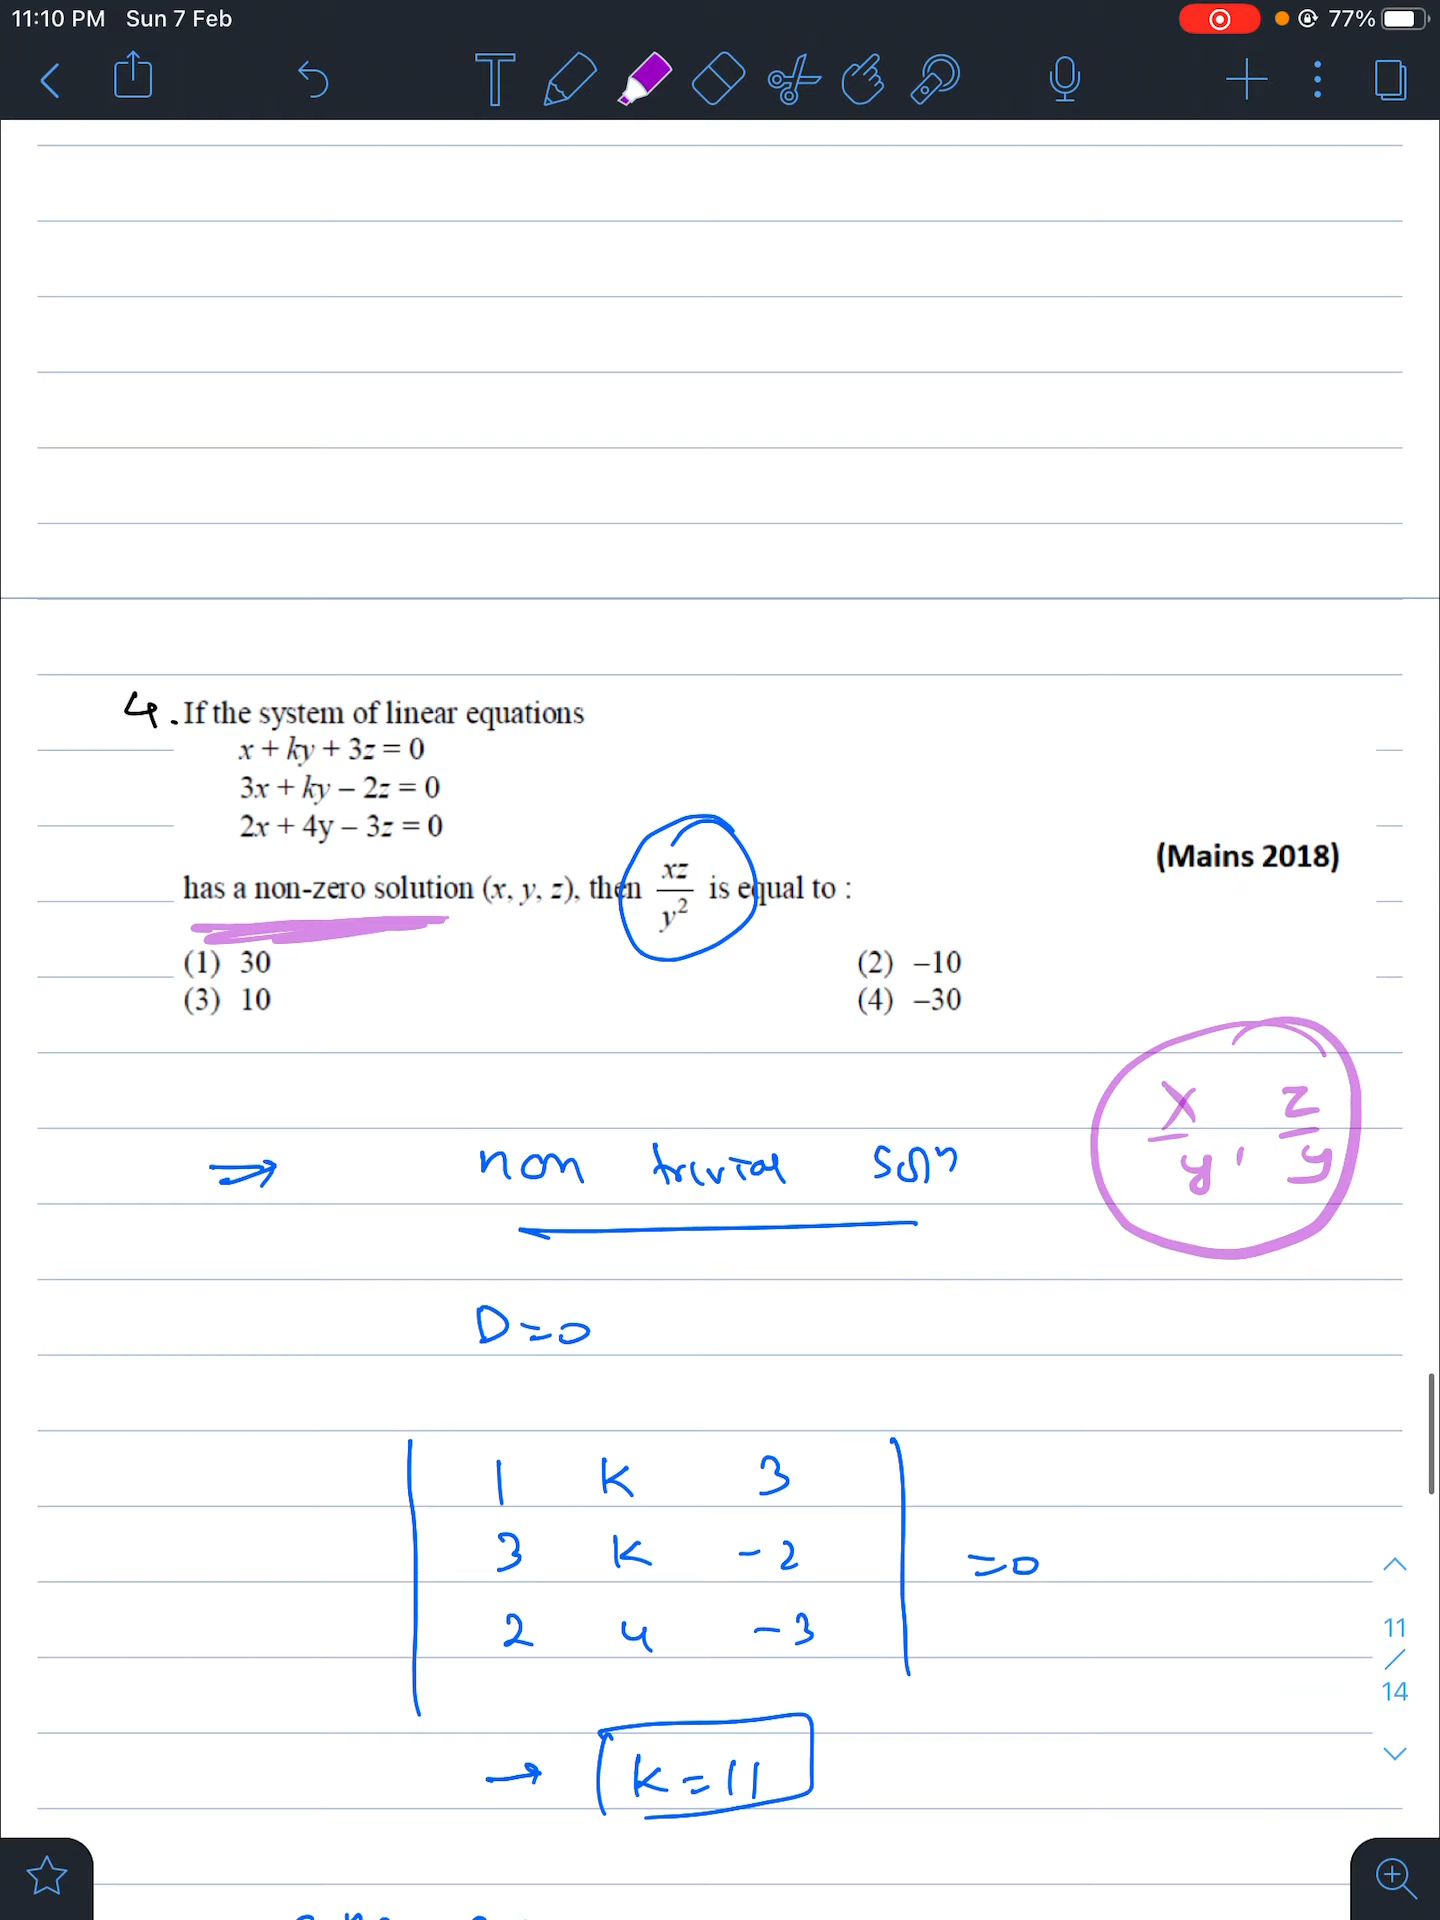 11:10 PM Sun 7 Feb
77%
4. If the system of linear equations
x + ky + 3z = 0
3x + ky – 2z = 0
2x + 4y – 3z = 0
(Mains 2018)
has a non-zero solution (x, y, z), then xz/y² is equal to :
(1) 30 (2) –10
(3) 10 (4) –30
x/y , z/y
⇒ non trivial soln
D=0
1 k 3
3 k -2 =0
2 4 -3
→ k=11
11
/
14